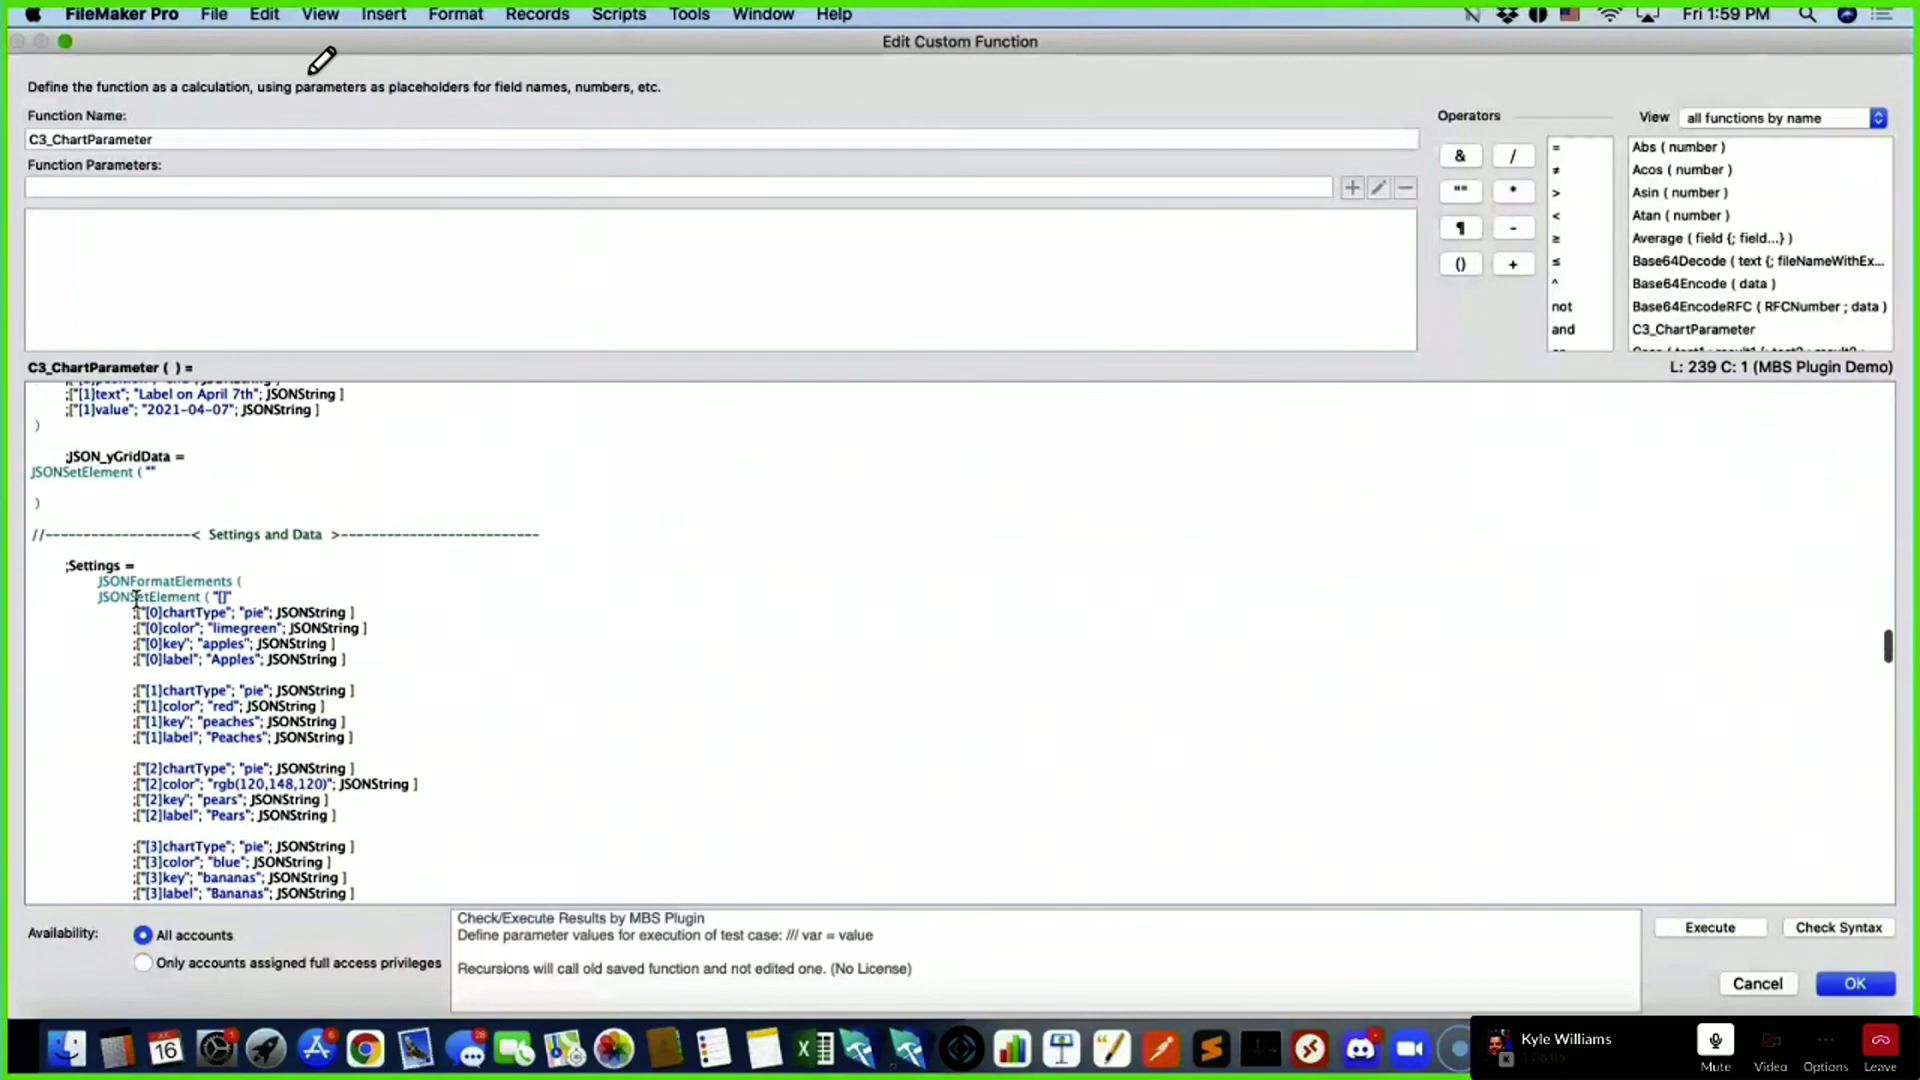 FileMaker Pro File Edit View Insert Format Records Scripts Tools Window Help Fri 1:59 PM
Edit Custom Function
Define the function as a calculation, using parameters as placeholders for field names, numbers, etc.
Function Name:
C3_ChartParameter
Function Parameters:
Operators
& /
"" *
¶ -
() +
=
≠
>
<
≥
≤
^
not
and
View all functions by name
Abs ( number )
Acos ( number )
Asin ( number )
Atan ( number )
Average ( field {; field...} )
Base64Decode ( text {; fileNameWithEx...
Base64Encode ( data )
Base64EncodeRFC ( RFCNumber ; data )
C3_ChartParameter
C3_ChartParameter ( ) =
L: 239 C: 1 (MBS Plugin Demo)
;["[1]text"; "Label on April 7th"; JSONString ]
;["[1]value"; "2021-04-07"; JSONString ]
)
;JSON_yGridData =
JSONSetElement ( ""
)
//-------------------< Settings and Data >--------------------------
;Settings =
JSONFormatElements (
JSONSetElement ( "[]"
;["[0]chartType"; "pie"; JSONString ]
;["[0]color"; "limegreen"; JSONString ]
;["[0]key"; "apples"; JSONString ]
;["[0]label"; "Apples"; JSONString ]
;["[1]chartType"; "pie"; JSONString ]
;["[1]color"; "red"; JSONString ]
;["[1]key"; "peaches"; JSONString ]
;["[1]label"; "Peaches"; JSONString ]
;["[2]chartType"; "pie"; JSONString ]
;["[2]color"; "rgb(120,148,120)"; JSONString ]
;["[2]key"; "pears"; JSONString ]
;["[2]label"; "Pears"; JSONString ]
;["[3]chartType"; "pie"; JSONString ]
;["[3]color"; "blue"; JSONString ]
;["[3]key"; "bananas"; JSONString ]
;["[3]label"; "Bananas"; JSONString ]
Availability:
All accounts
Only accounts assigned full access privileges
Check/Execute Results by MBS Plugin
Define parameter values for execution of test case: /// var = value
Recursions will call old saved function and not edited one. (No License)
Execute
Check Syntax
Cancel
OK
16
Kyle Williams
K
1:08:06
Mute
Video
Options
Leave